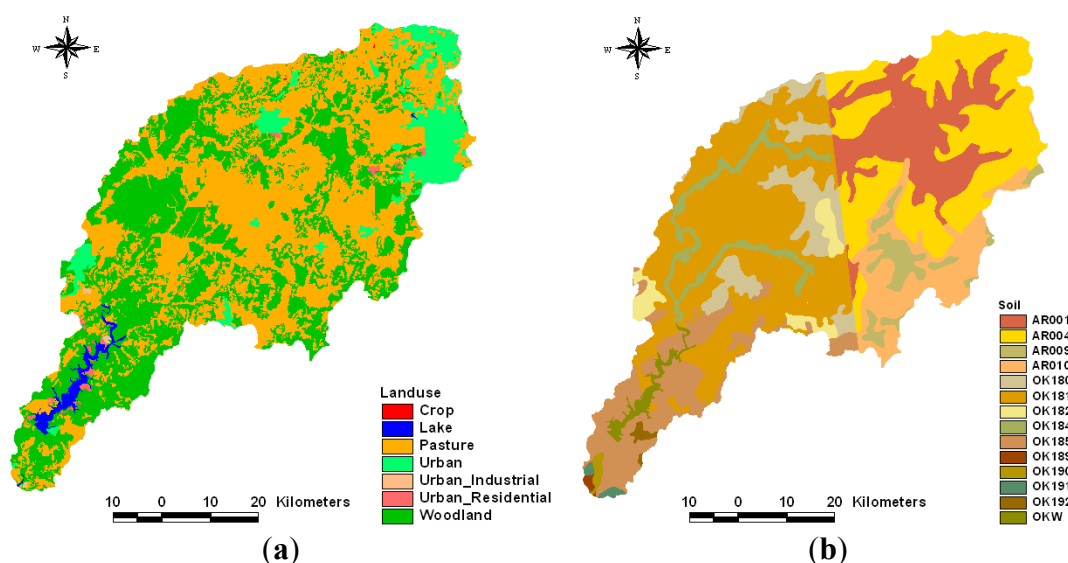 N
W E
S
Landuse
Crop
Lake
Pasture
Urban
Urban_Industrial
Urban_Residential
Woodland
10 0 10 20 Kilometers
(a)
N
W E
S
Soil
AR001
AR004
AR009
AR010
OK180
OK181
OK182
OK184
OK185
OK189
OK190
OK191
OK192
OKW
10 0 10 20 Kilometers
(b)